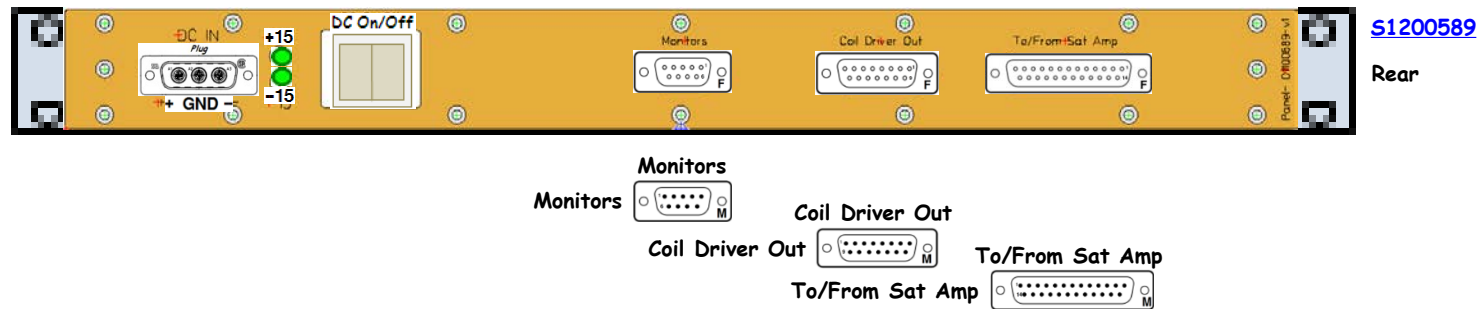 DC IN
Plug
+ GND -
+15
-15
DC On/Off
Monitors
F
Coil Driver Out
F
To/From Sat Amp
F
Panel- D1100689-v1
S1200589
Rear
Monitors
Monitors
M
Coil Driver Out
Coil Driver Out
M
To/From Sat Amp
To/From Sat Amp
M